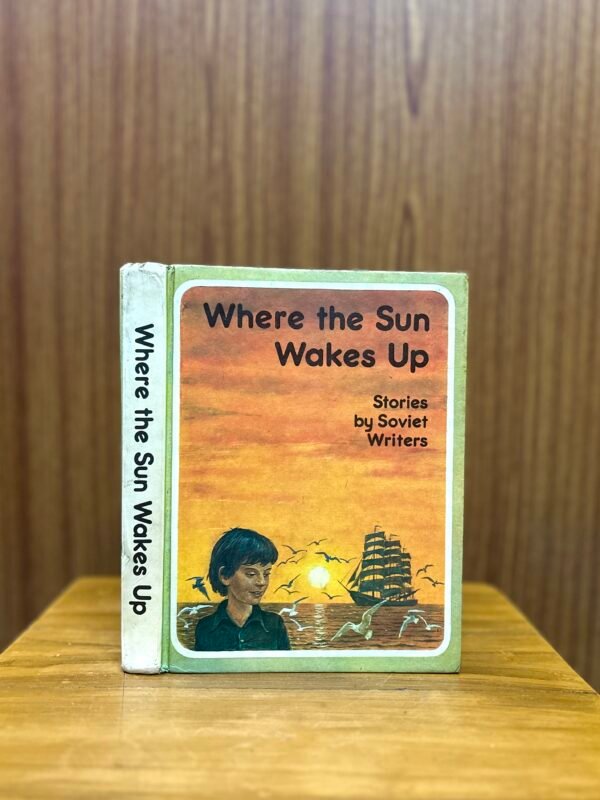 Where the Sun Wakes Up
Where the Sun
Wakes Up
Stories
by Soviet
Writers